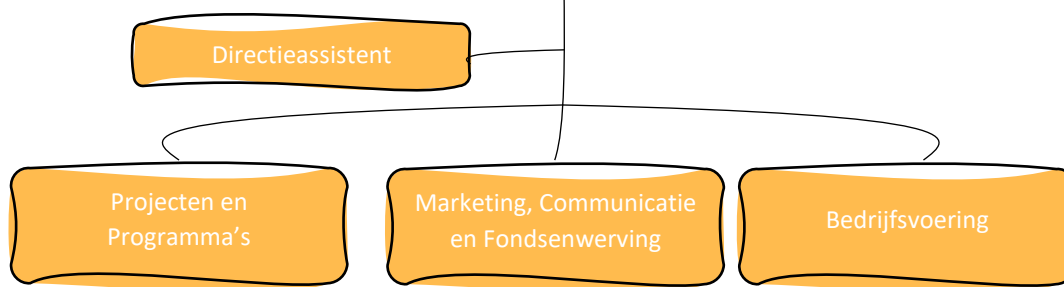 Directieassistent
Projecten en
Programma’s
Marketing, Communicatie
en Fondsenwerving
Bedrijfsvoering